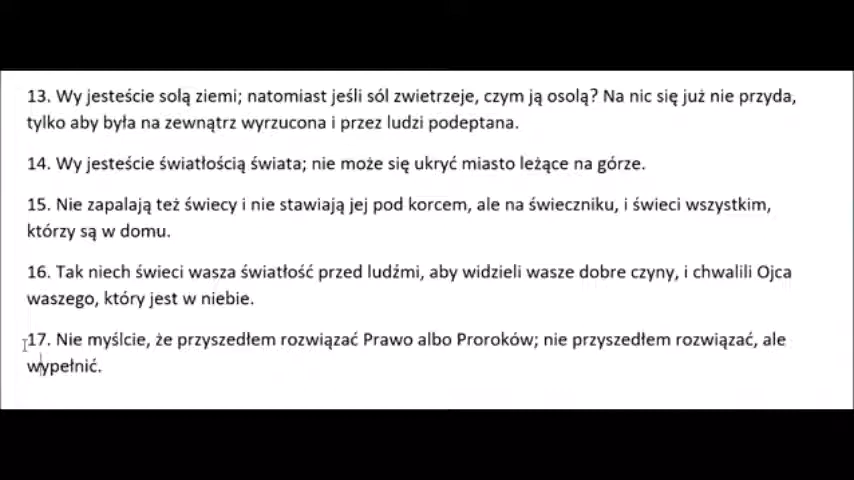 13. Wy jesteście solą ziemi; natomiast jeśli sól zwietrzeje, czym ją osolą? Na nic się już nie przyda,
tylko aby była na zewnątrz wyrzucona i przez ludzi podeptana.
14. Wy jesteście światłością świata; nie może się ukryć miasto leżące na górze.
15. Nie zapalają też świecy i nie stawiają jej pod korcem, ale na świeczniku, i świeci wszystkim,
którzy są w domu.
16. Tak niech świeci wasza światłość przed ludźmi, aby widzieli wasze dobre czyny, i chwalili Ojca
waszego, który jest w niebie.
17. Nie myślcie, że przyszedłem rozwiązać Prawo albo Proroków; nie przyszedłem rozwiązać, ale
wypełnić.